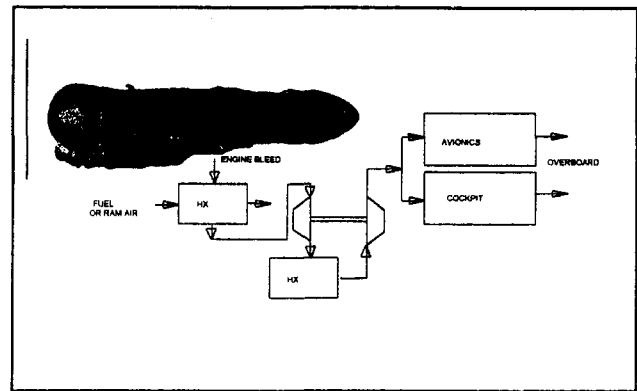 ENGINE BLEED
AVIONICS
OVERBOARD
FUEL
OR RAM AIR
HX
COCKPIT
HX